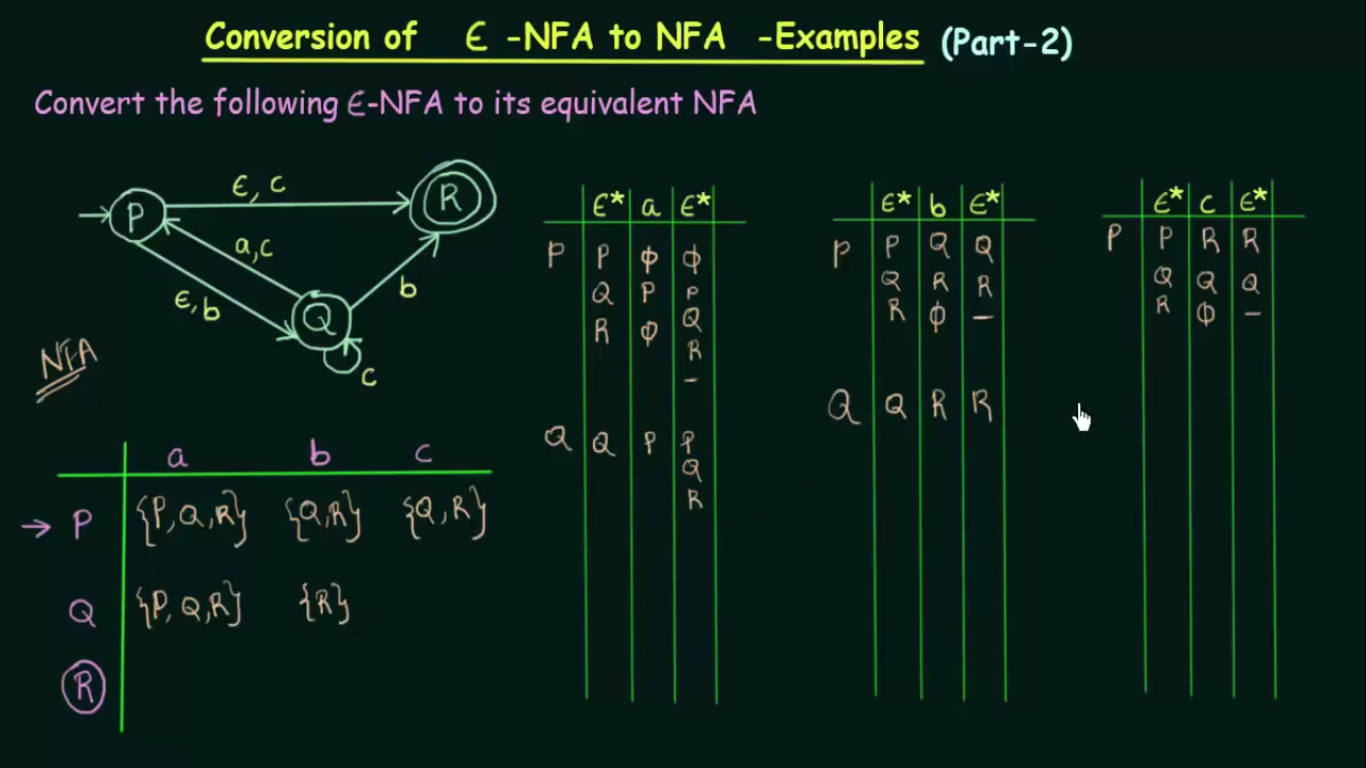 Conversion of ϵ -NFA to NFA -Examples (Part-2)
Convert the following ϵ-NFA to its equivalent NFA
P
ϵ, c
R
a,c
ϵ,b
Q
b
c
NFA
a b c
→ P {P,Q,R} {Q,R} {Q,R}
Q {P,Q,R} {R}
R
ϵ* a ϵ*
P P ϕ ϕ
Q P P
R ϕ Q
R
–
Q Q P P
Q
R
ϵ* b ϵ*
P P Q Q
Q R R
R ϕ –
Q Q R R
ϵ* c ϵ*
P P R R
Q Q Q
R ϕ –